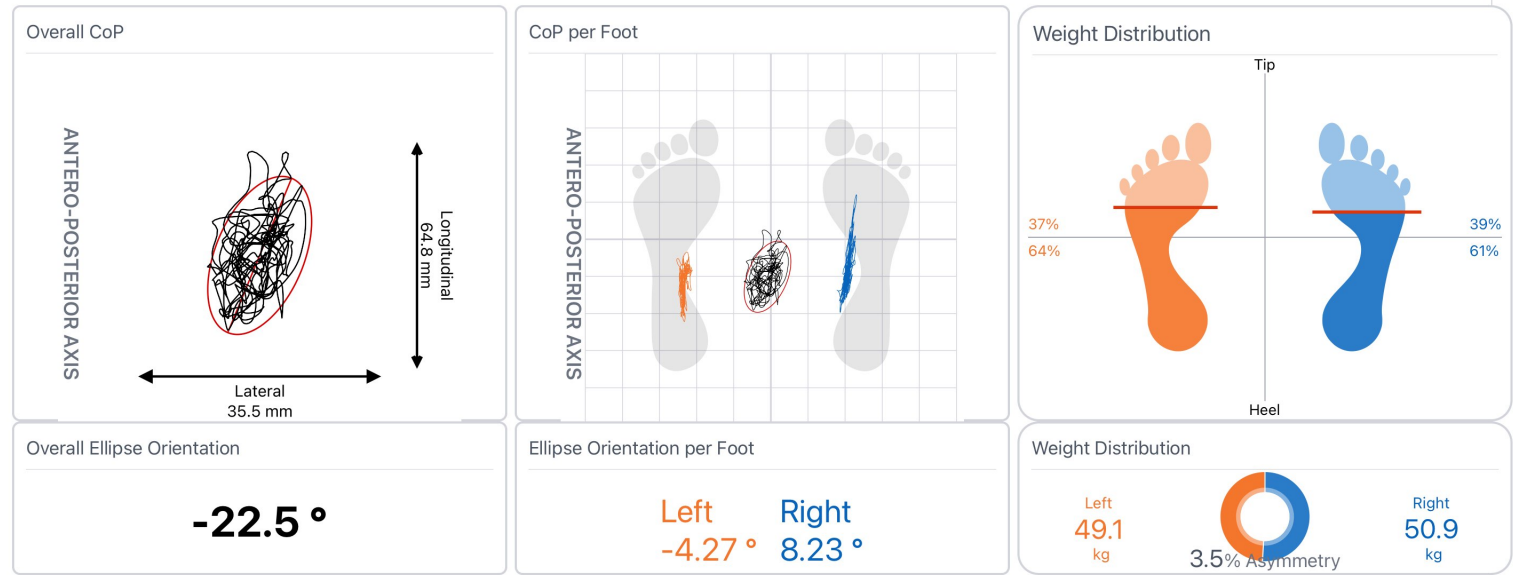 Overall CoP
ANTERO-POSTERIOR AXIS
Longitudinal
64.8 mm
Lateral
35.5 mm
CoP per Foot
ANTERO-POSTERIOR AXIS
Weight Distribution
Tip
37%
39%
64%
61%
Heel
Overall Ellipse Orientation
-22.5 °
Ellipse Orientation per Foot
Left
Right
-4.27 °
8.23 °
Weight Distribution
Left
49.1
kg
Right
50.9
kg
3.5% Asymmetry